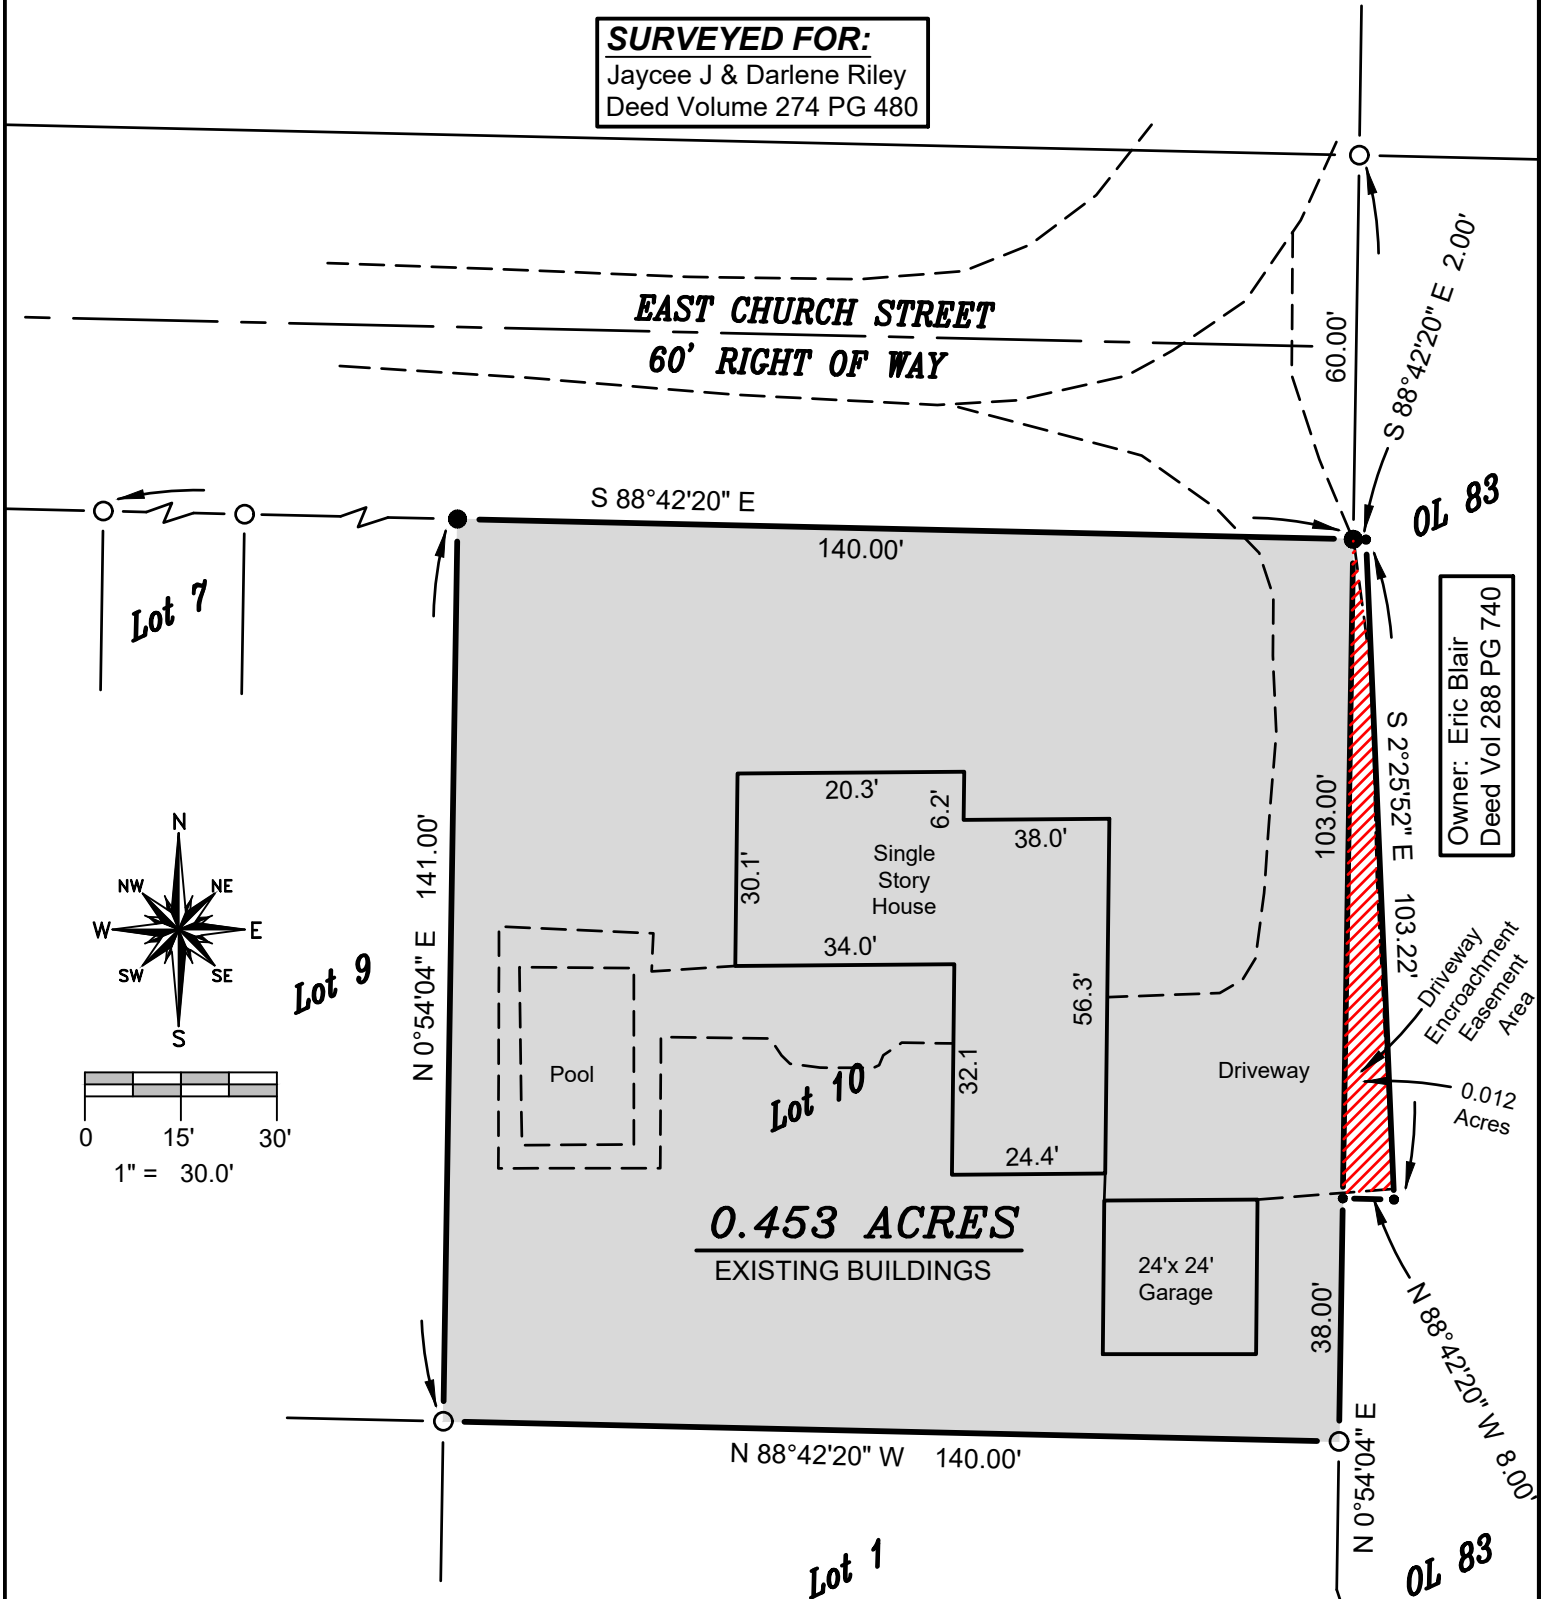 SURVEYED FOR:
Jaycee J & Darlene Riley
Deed Volume 274 PG 480
EAST CHURCH STREET
60' RIGHT OF WAY
60.00'
S 88°42'20" E 2.00'
OL 83
S 88°42'20" E
140.00'
Lot 7
Owner: Eric Blair
Deed Vol 288 PG 740
S 2°25'52" E 103.22'
103.00'
20.3'
6.2'
38.0'
Single
Story
House
30.1'
34.0'
56.3'
32.1
24.4'
N 0°54'04" E 141.00'
N
NW
NE
W
E
SW
SE
S
Lot 9
0
15'
30'
1" = 30.0'
Pool
Lot 10
Driveway
Driveway
Encroachment
Easement
Area
0.012
Acres
0.453 ACRES
EXISTING BUILDINGS
24'x 24'
Garage
38.00'
N 88°42'20" W 8.00'
N 88°42'20" W 140.00'
N 0°54'04" E
Lot 1
OL 83